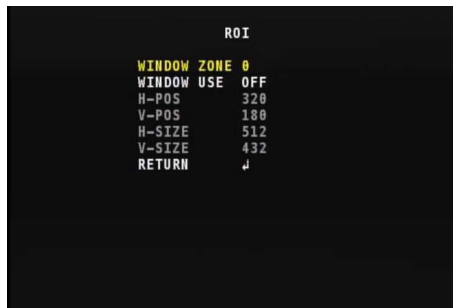 ROI
WINDOW ZONE 0
WINDOW USE OFF
H-POS 320
V-POS 180
H-SIZE 512
V-SIZE 432
RETURN ↲